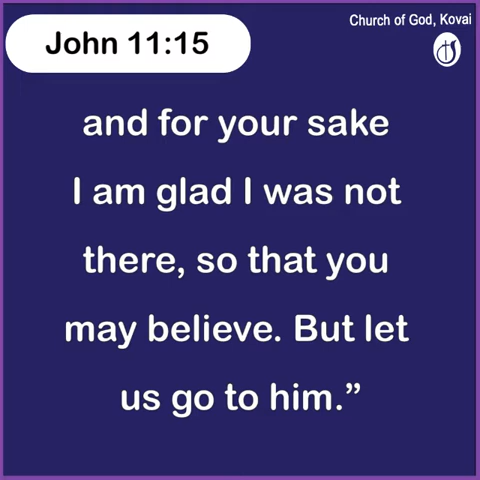 John 11:15
Church of God, Kovai
and for your sake
I am glad I was not
there, so that you
may believe. But let
us go to him.”